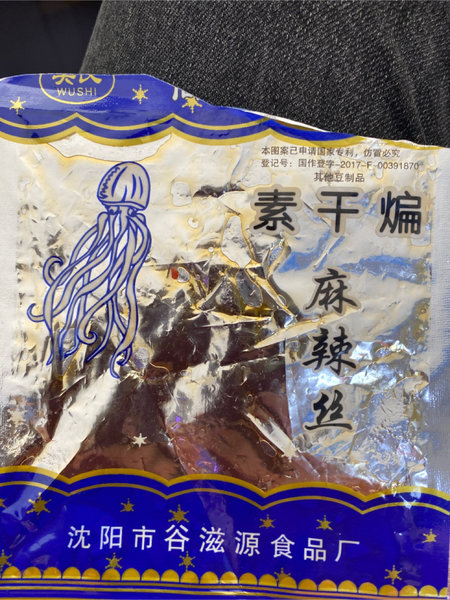 吴氏
WUSHI
本图案已申请国家专利，仿冒必究
登记号：国作登字-2017-F-00391870
其他豆制品
素干煸
麻辣丝
沈阳市谷滋源食品厂